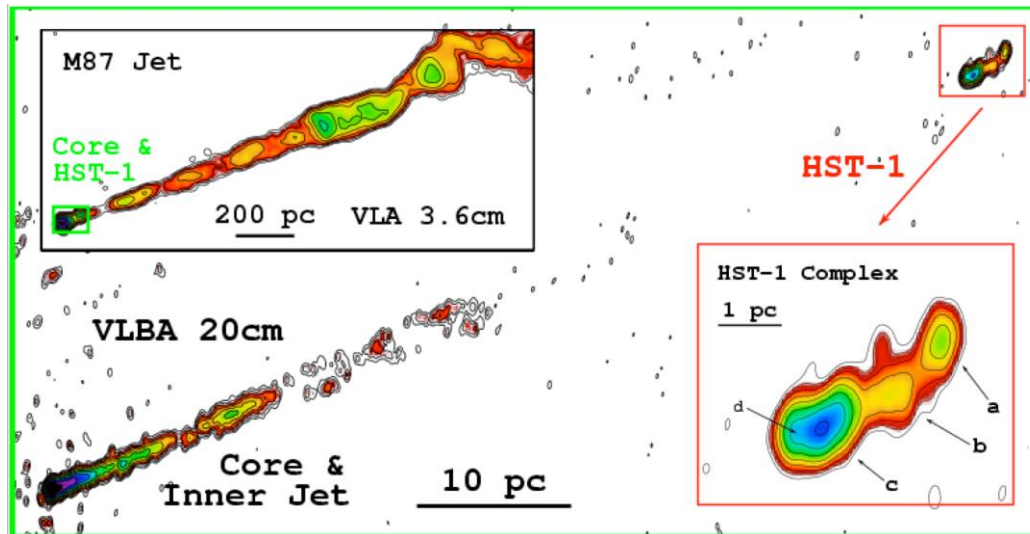 M87 Jet
Core &
HST-1
200 pc
VLA 3.6cm
HST-1
VLBA 20cm
Core &
Inner Jet
10 pc
HST-1 Complex
1 pc
a
d
b
c